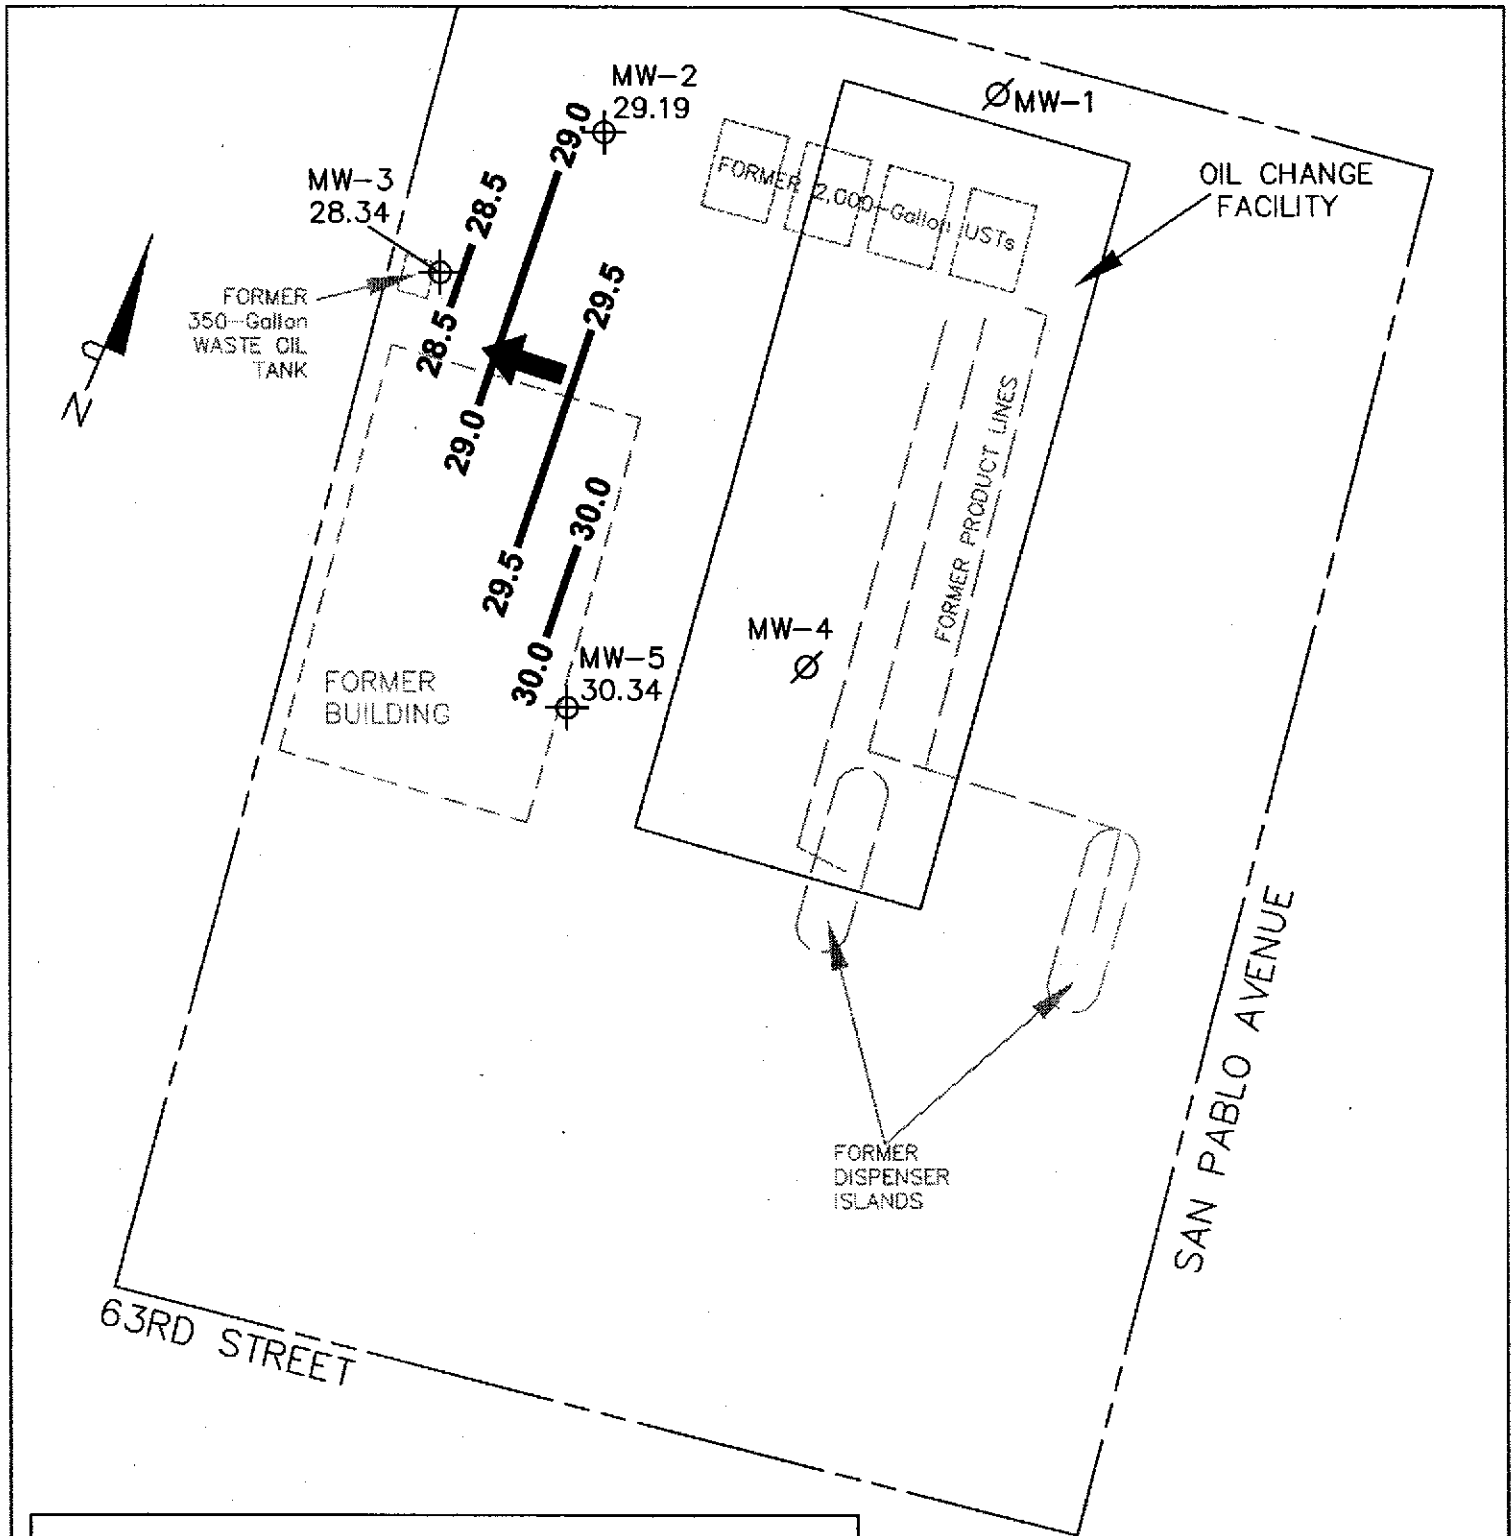 MW-2
29.19
MW-1
MW-3
28.34
29.0
28.5
FORMER 2,000-Gallon USTs
OIL CHANGE
FACILITY
FORMER
350-Gallon
WASTE OIL
TANK
N
28.5
29.5
29.0
FORMER PRODUCT LINES
30.0
29.5
MW-4
30.0
MW-5
30.34
FORMER
BUILDING
SAN PABLO AVENUE
FORMER
DISPENSER
ISLANDS
63RD STREET